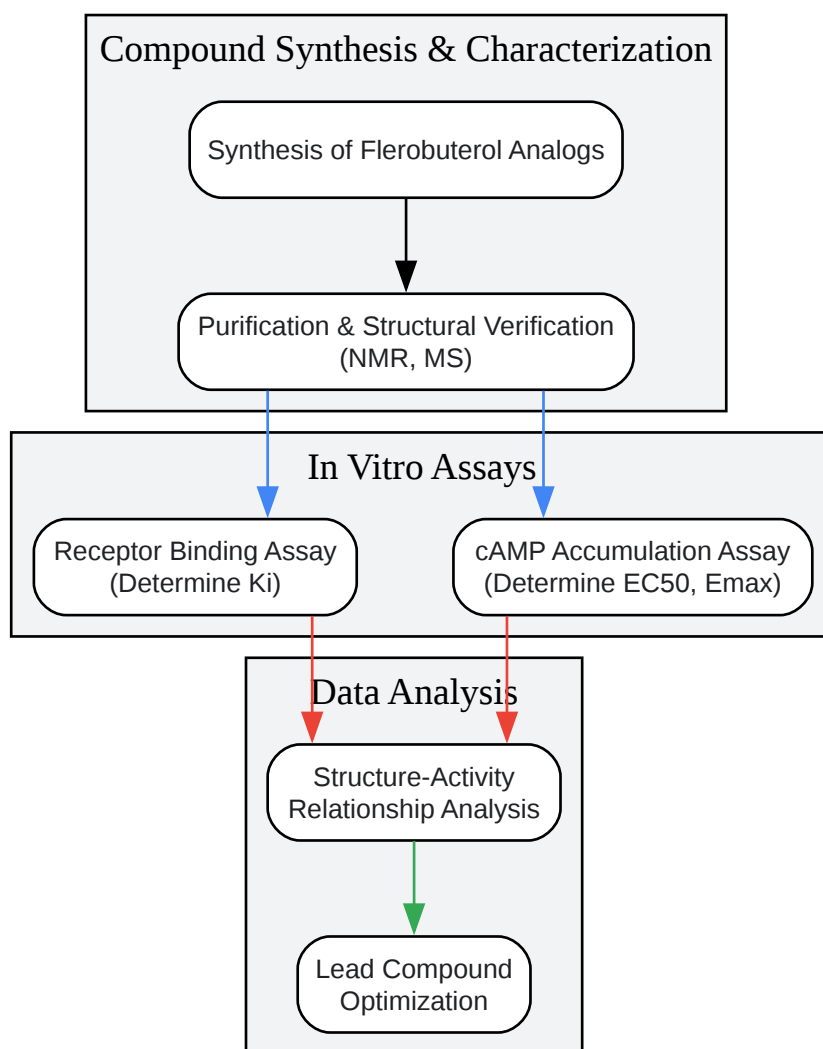 Compound Synthesis & Characterization
Synthesis of Flerobuterol Analogs
Purification & Structural Verification
(NMR, MS)
In Vitro Assays
Receptor Binding Assay
(Determine Ki)
cAMP Accumulation Assay
(Determine EC50, Emax)
Data Analysis
Structure-Activity
Relationship Analysis
Lead Compound
Optimization